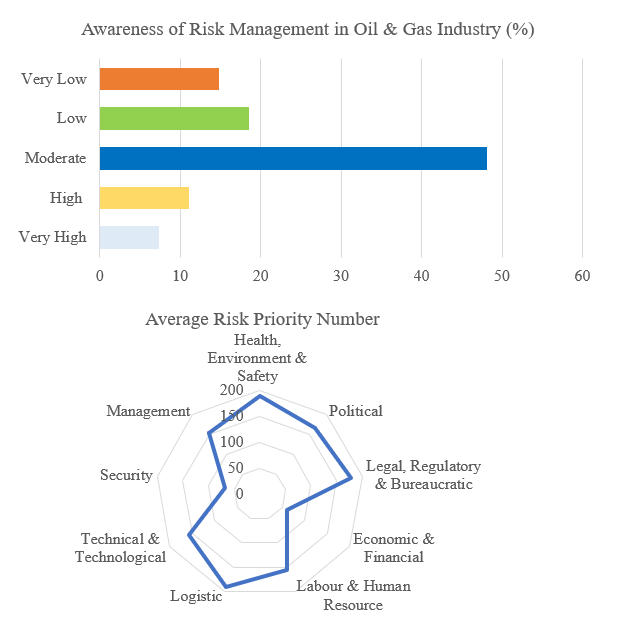 Awareness of Risk Management in Oil & Gas Industry (%)
Very Low
Low
Moderate
High
Very High
0 10 20 30 40 50 60
Average Risk Priority Number
Health,
Environment &
Safety
200
150
100
50
0
Political
Legal, Regulatory
& Bureaucratic
Economic &
Financial
Labour & Human
Resource
Logistic
Technical &
Technological
Security
Management